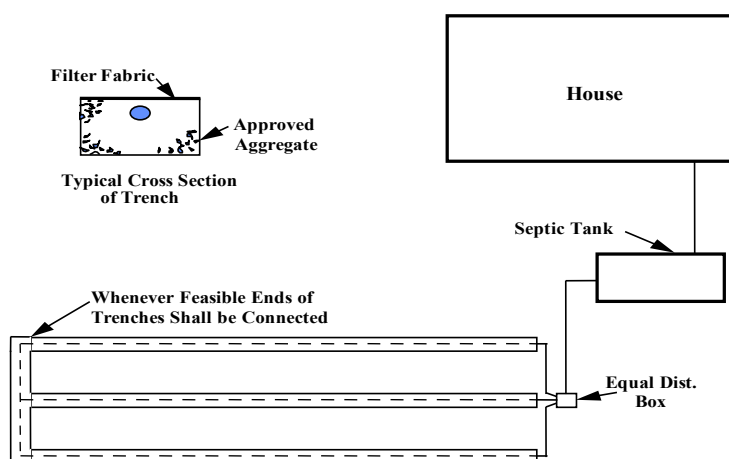 Filter Fabric
Approved
Aggregate
Typical Cross Section
of Trench
House
Septic Tank
Whenever Feasible Ends of
Trenches Shall be Connected
Equal Dist.
Box